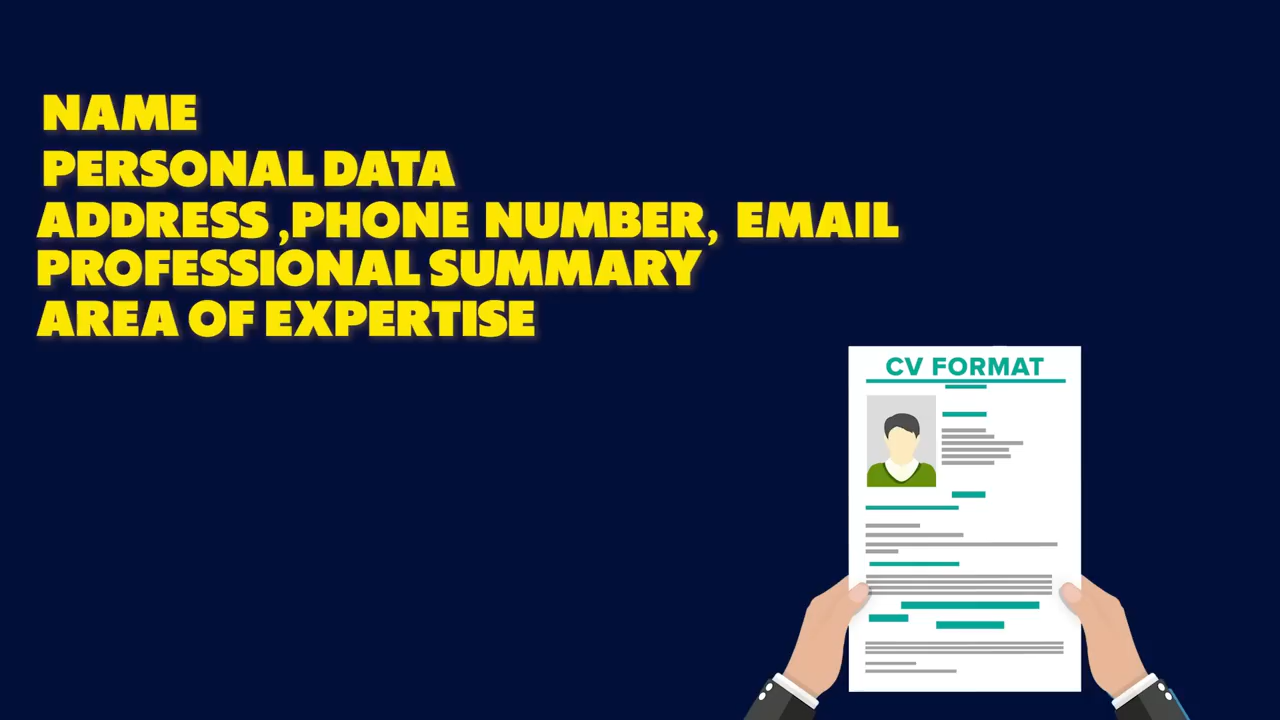 NAME
PERSONAL DATA
ADDRESS ,PHONE NUMBER, EMAIL
PROFESSIONAL SUMMARY
AREA OF EXPERTISE
CV FORMAT